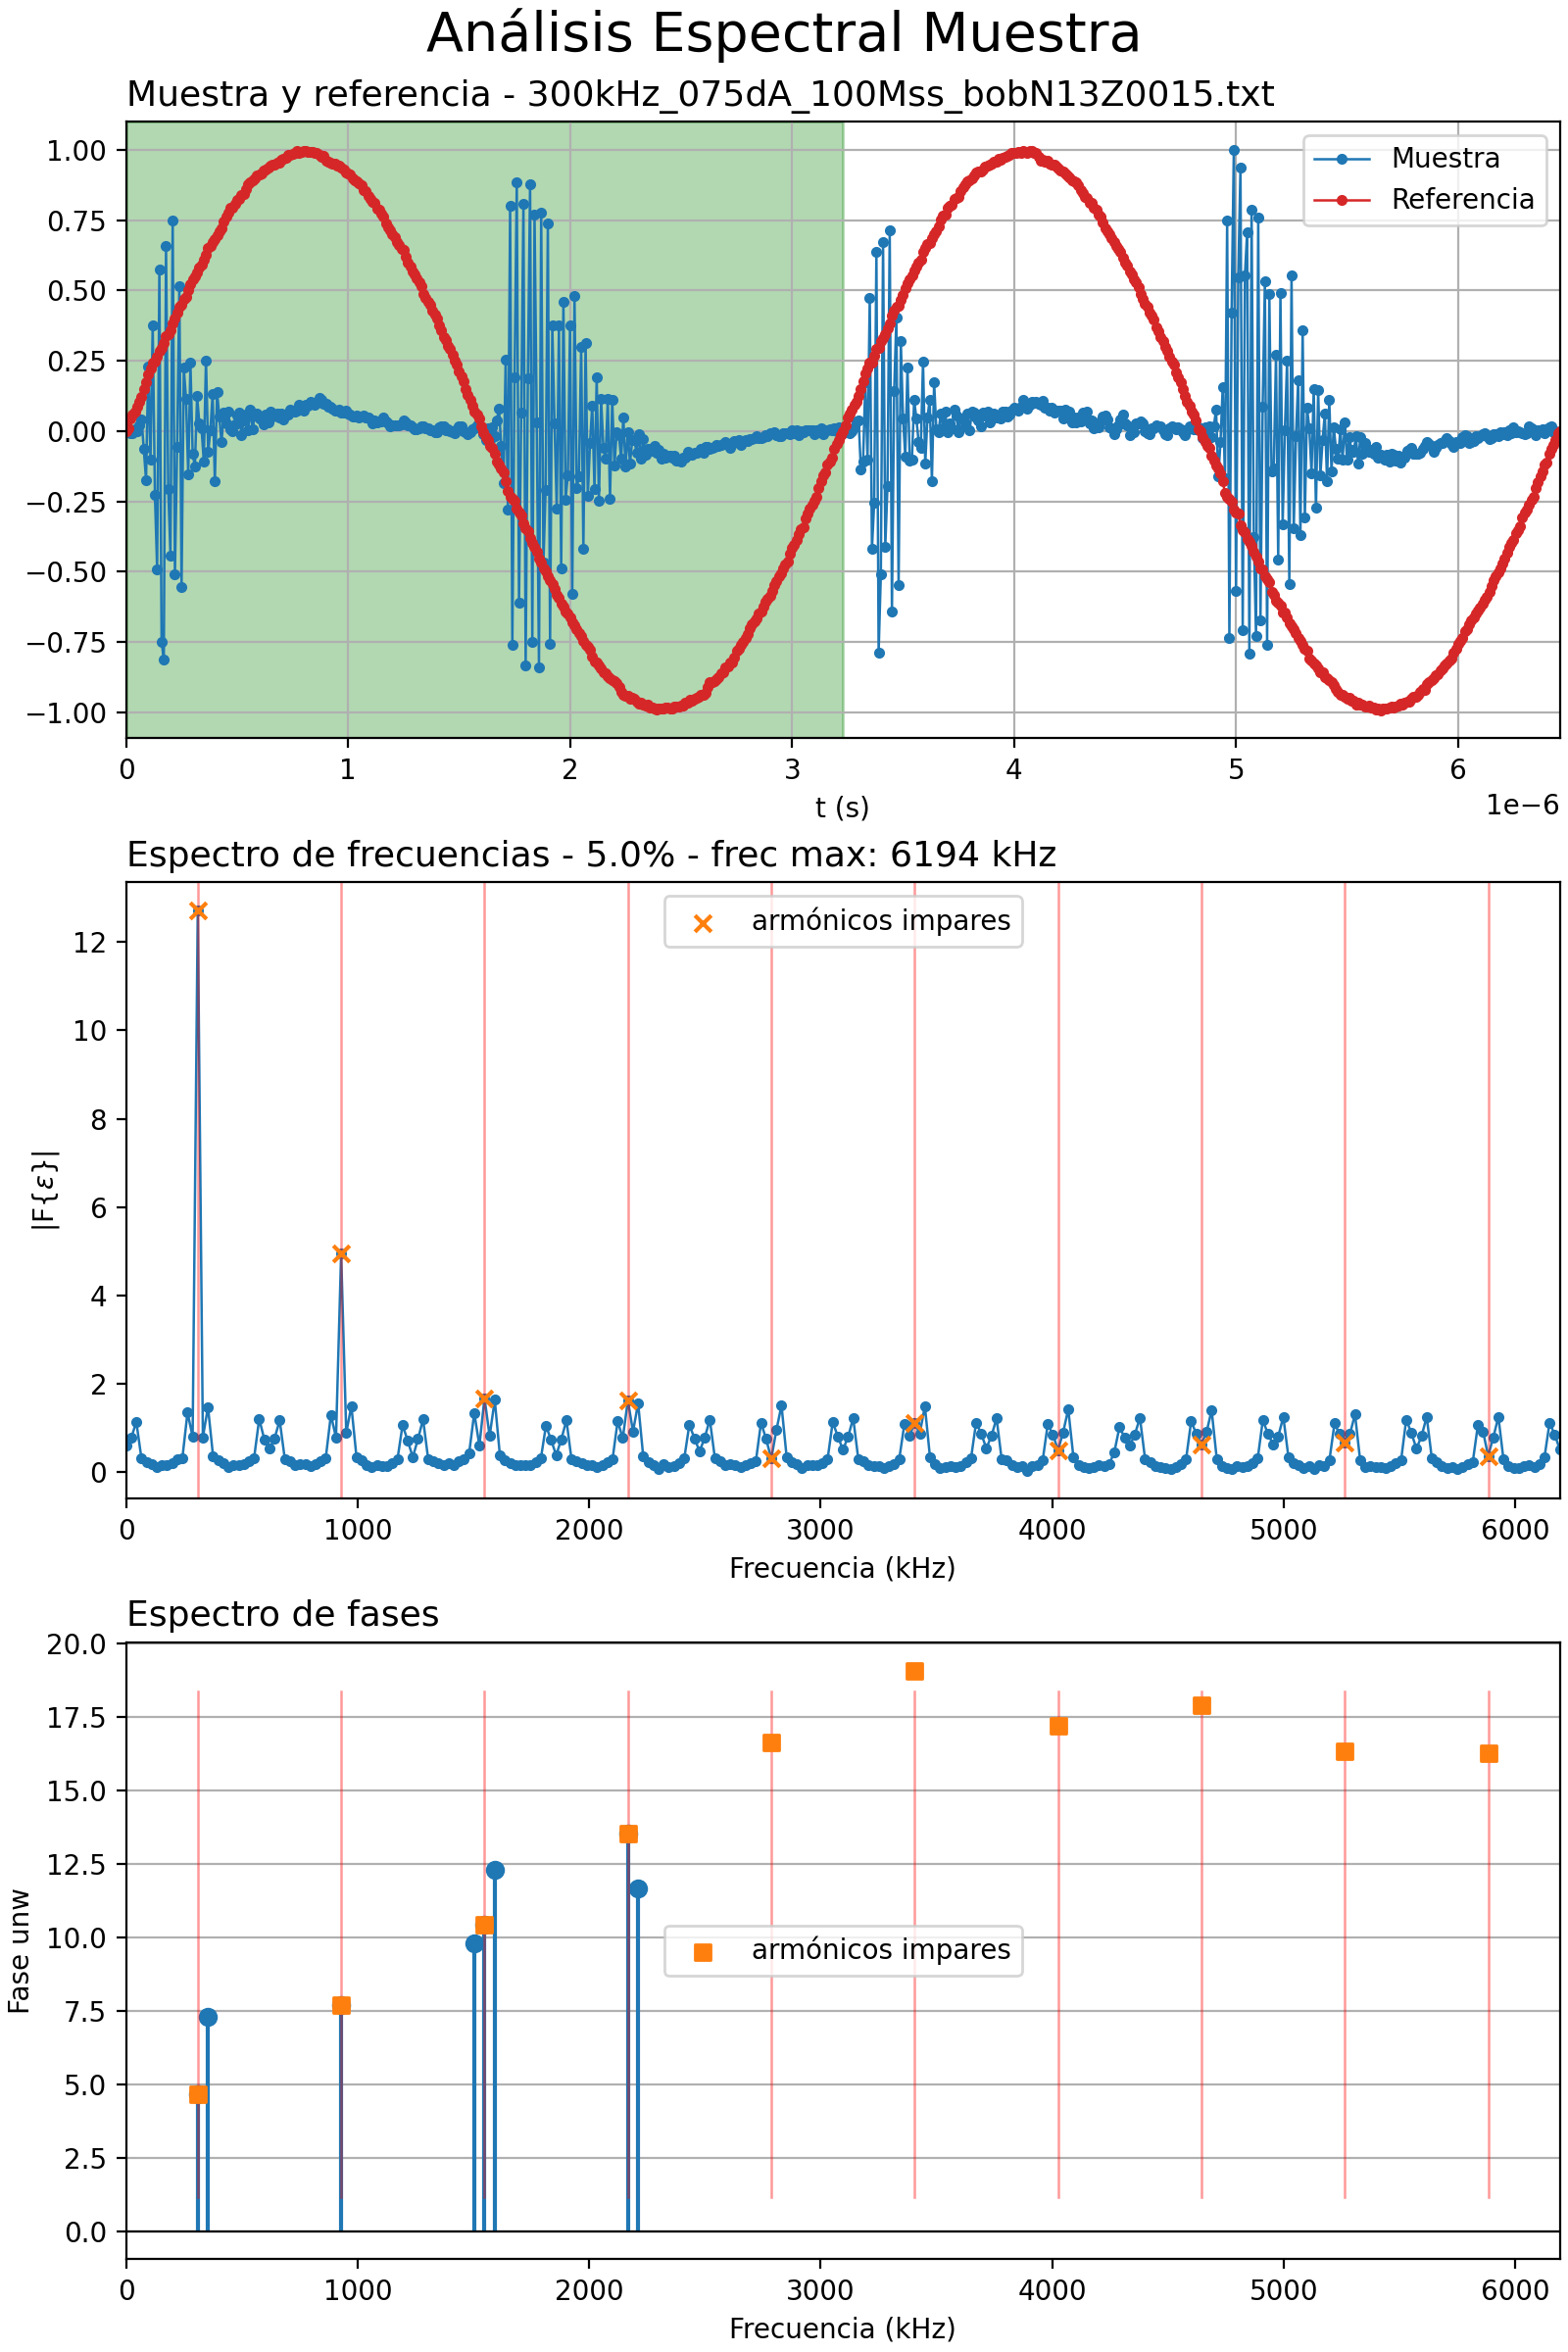 Análisis Espectral Muestra
Muestra y referencia - 300kHz_075dA_100Mss_bobN13Z0015.txt
1.00
0.75
0.50
0.25
0.00
−0.25
−0.50
−0.75
−1.00
Muestra
Referencia
0 1 2 3 4 5 6
t (s)
1e−6
Espectro de frecuencias - 5.0% - frec max: 6194 kHz
|F{ε}|
12
10
8
6
4
2
0
armónicos impares
0 1000 2000 3000 4000 5000 6000
Frecuencia (kHz)
Espectro de fases
Fase unw
20.0
17.5
15.0
12.5
10.0
7.5
5.0
2.5
0.0
armónicos impares
0 1000 2000 3000 4000 5000 6000
Frecuencia (kHz)